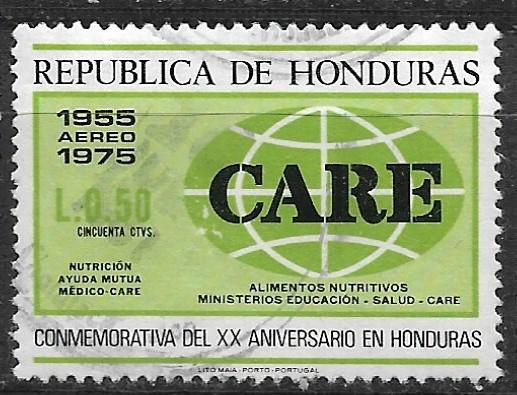 REPUBLICA DE HONDURAS
1955
AEREO
1975
L.0.50
CINCUENTA CTVS.
CARE
NUTRICIÓN
AYUDA MUTUA
MÉDICO-CARE
ALIMENTOS NUTRITIVOS
MINISTERIOS EDUCACIÓN - SALUD - CARE
CONMEMORATIVA DEL XX ANIVERSARIO EN HONDURAS
LITO MAIA - PORTO - PORTUGAL